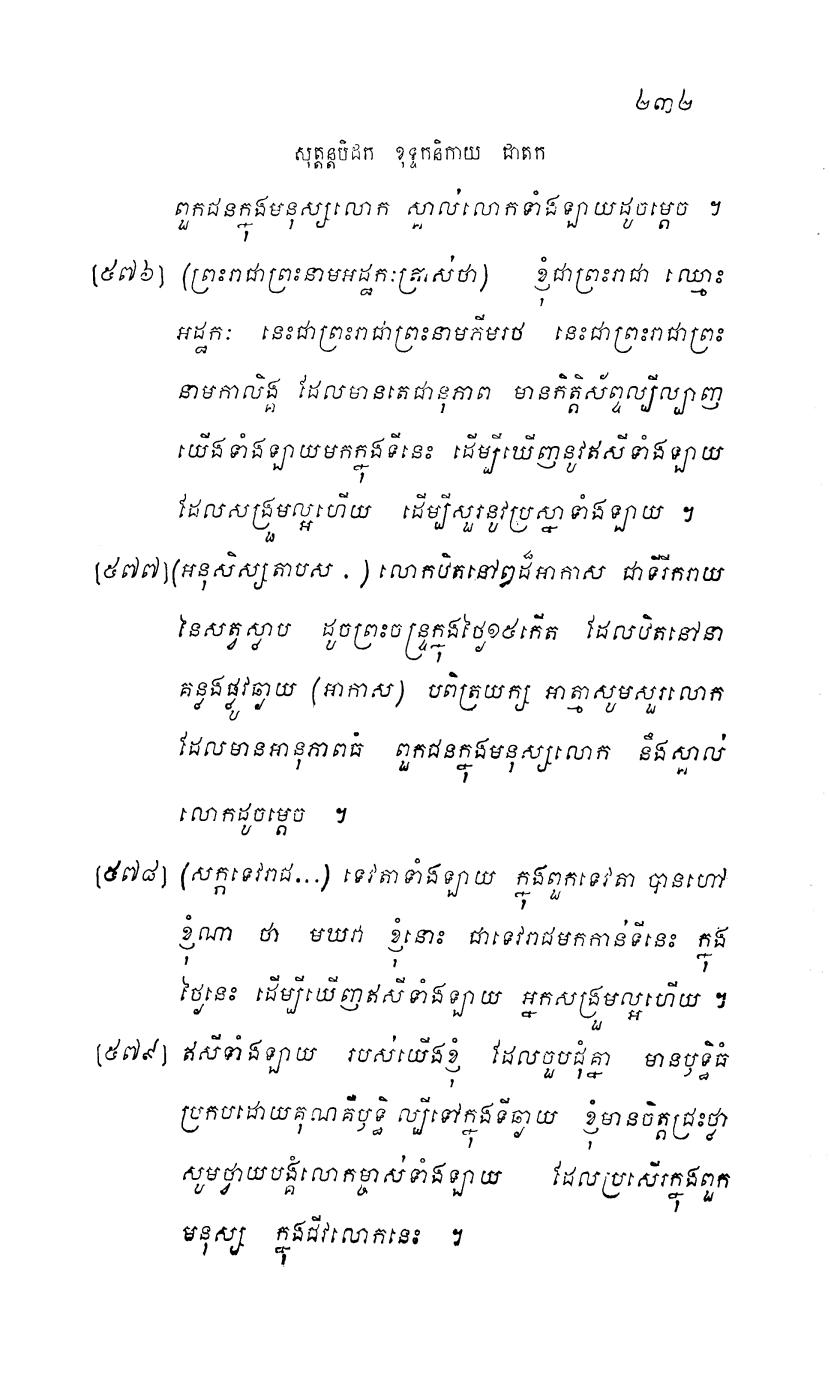 ២៣២
សុត្តន្តបិដក ខុទ្ទកនិកាយ ជាតក
ពួកជនក្នុងមនុស្សលោក ស្គាល់លោកទាំងឡាយដូចម្តេច ។
[៥៧៦] (ព្រះរាជាព្រះនាមអដ្ឋកៈត្រាស់ថា) ខ្ញុំជាព្រះរាជា ឈ្មោះ
អដ្ឋកៈ នេះជាព្រះរាជាព្រះនាមភីមរថ នេះជាព្រះរាជាព្រះ
នាមកាលិង្គ ដែលមានតេជានុភាព មានកិត្តិស័ព្ទល្បីល្បាញ
យើងទាំងឡាយមកក្នុងទីនេះ ដើម្បីឃើញនូវឥសីទាំងឡាយ
ដែលសង្រួមល្អហើយ ដើម្បីសួរនូវប្រស្នាទាំងឡាយ ។
[៥៧៧] (អនុសិស្សតាបស . ) លោកឋិតនៅឰដ៏អាកាស ជាទីរីករាយ
នៃសត្វស្លាប ដូចព្រះចន្ទ្រក្នុងថ្ងៃ១៥កើត ដែលឋិតនៅនា
គន្លងផ្លូវឆ្ងាយ (អាកាស) បពិត្រយក្ស អាត្មាសូមសួរលោក
ដែលមានអានុភាពធំ ពួកជនក្នុងមនុស្សលោក នឹងស្គាល់
លោកដូចម្តេច ។
[៥៧៨] (សក្កទេវរាជ...) ទេវតាទាំងឡាយ ក្នុងពួកទេវតា បានហៅ
ខ្ញុំណា ថា មឃវា ខ្ញុំនោះ ជាទេវរាជមកកាន់ទីនេះ ក្នុង
ថ្ងៃនេះ ដើម្បីឃើញឥសីទាំងឡាយ អ្នកសង្រួមល្អហើយ ។
[៥៧៩] ឥសីទាំងឡាយ របស់យើងខ្ញុំ ដែលចួបជុំគ្នា មានឫទ្ធិធំ
ប្រកបដោយគុណគឺឫទ្ធិ ល្បីទៅក្នុងទីឆ្ងាយ ខ្ញុំមានចិត្តជ្រះថ្លា
សូមថ្វាយបង្គំលោកម្ចាស់ទាំងឡាយ ដែលប្រសើរក្នុងពួក
មនុស្ស ក្នុងជីវលោកនេះ ។